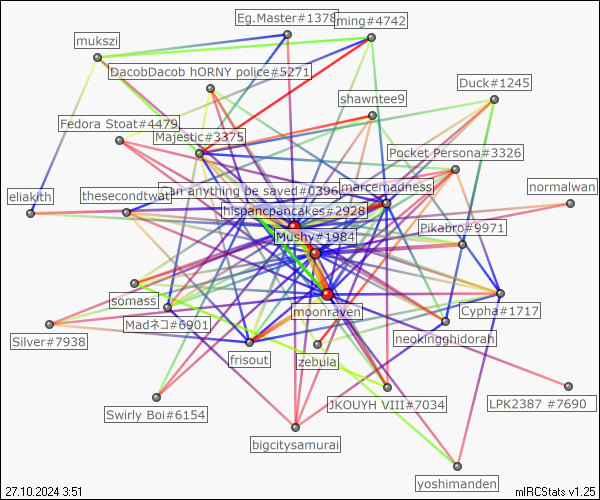 Eg.Master#1378
ming#4742
mukszi
DacobDacob hORNY police#5271
Duck#1245
shawntee9
Fedora Stoat#4479
Majestic#3375
Pocket Persona#3326
eliakith
thesecondtwat
an anything be saved#0396
marcemadness
normalwan
hispancpancakes#2928
Pikabro#9971
Mushy#1984
somass
moonraven
Cypha#1717
Madネコ#6901
neokingghidorah
Silver#7938
frisout
zebula
Swirly Boi#6154
JKOUYH VIII#7034
LPK2387 #7690
bigcitysamurai
yoshimanden
27.10.2024 3:51
mIRCStats v1.25